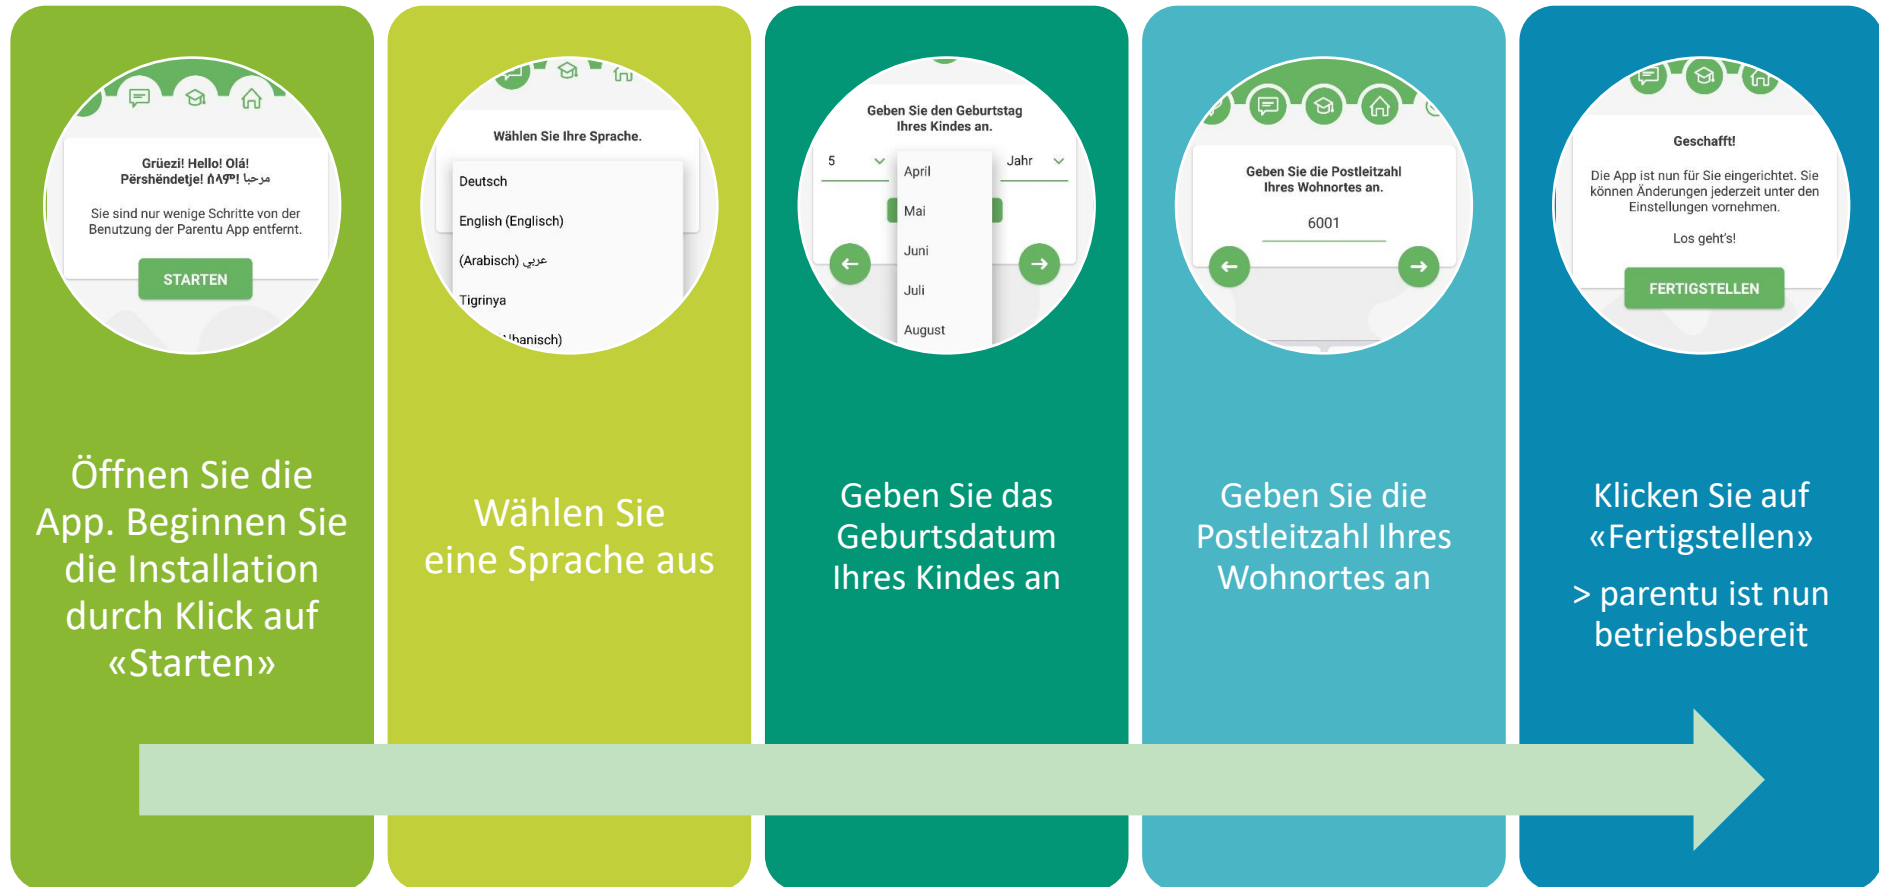 Grüezi! Hello! Olá!
Përshëndetje! ሰላም! مرحبا
Sie sind nur wenige Schritte von der
Benutzung der Parentu App entfernt.
STARTEN
Öffnen Sie die
App. Beginnen Sie
die Installation
durch Klick auf
«Starten»
Wählen Sie Ihre Sprache.
Deutsch
English (Englisch)
(Arabisch) عربي
Tigrinya
Wählen Sie
eine Sprache aus
Geben Sie den Geburtstag
Ihres Kindes an.
5
Jahr
April
Mai
Juni
Juli
August
Geben Sie das
Geburtsdatum
Ihres Kindes an
Geben Sie die Postleitzahl
Ihres Wohnortes an.
6001
Geben Sie die
Postleitzahl Ihres
Wohnortes an
Geschafft!
Die App ist nun für Sie eingerichtet. Sie
können Änderungen jederzeit unter den
Einstellungen vornehmen.
Los geht's!
FERTIGSTELLEN
Klicken Sie auf
«Fertigstellen»
> parentu ist nun
betriebsbereit